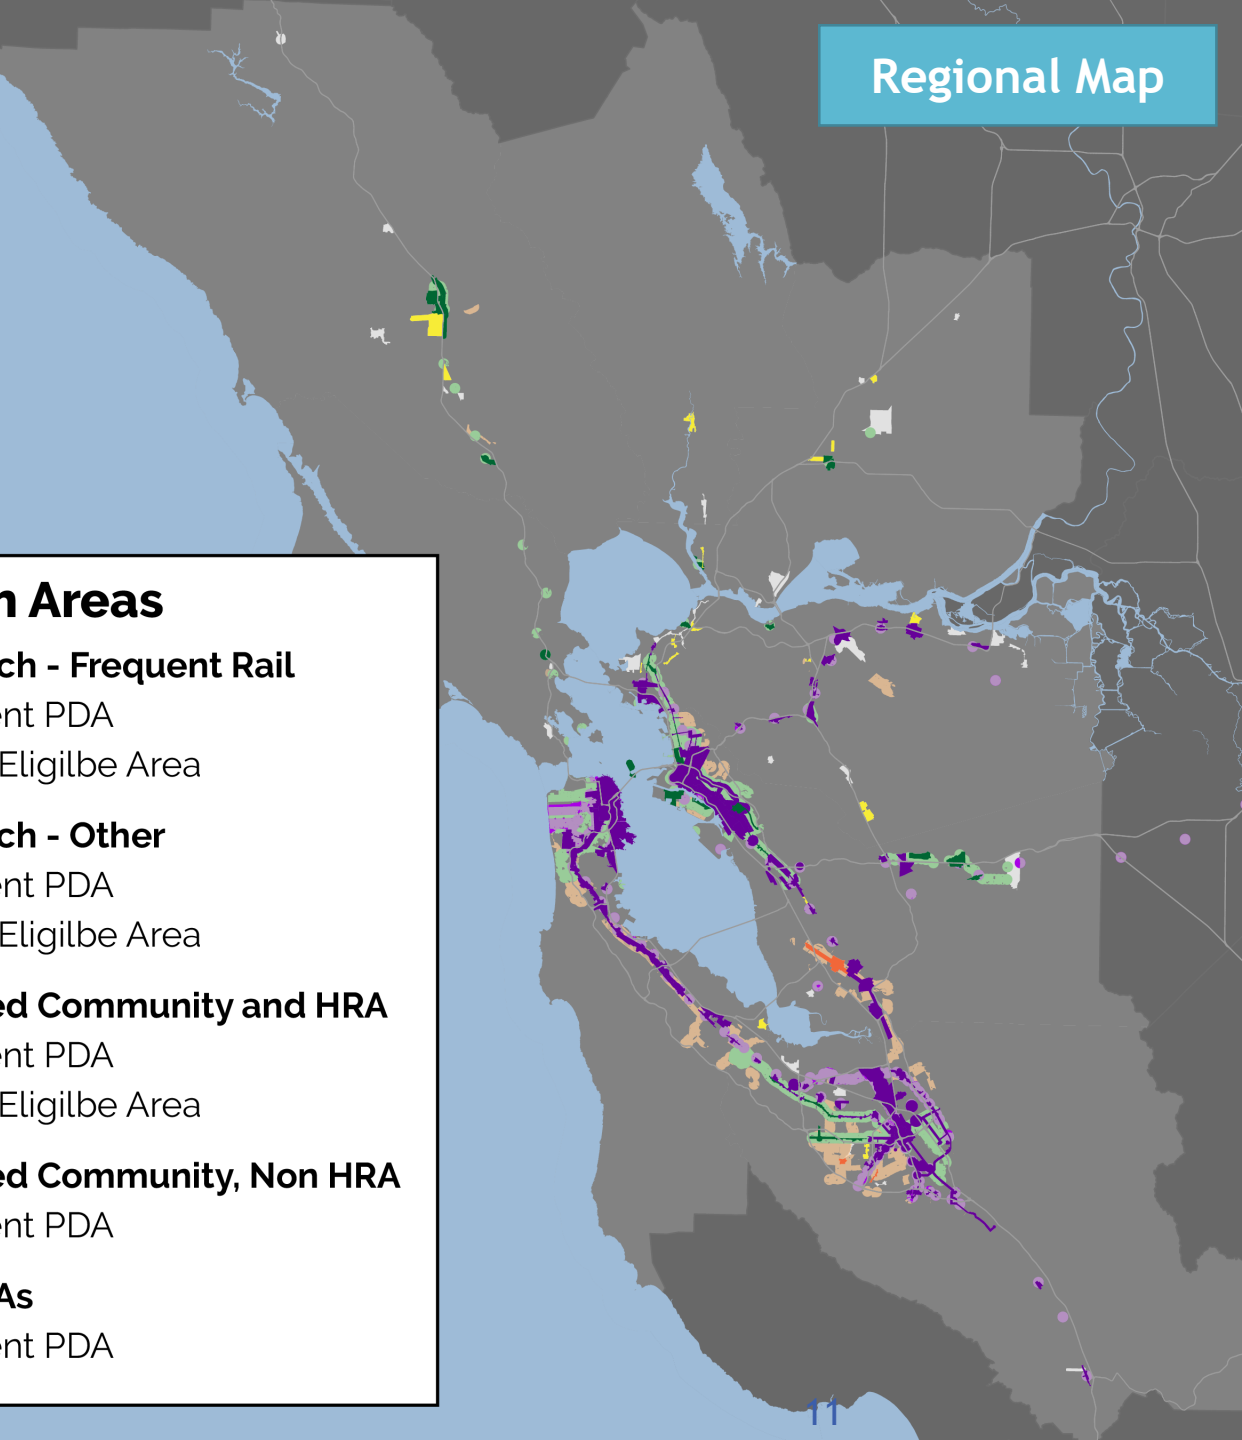 Regional Map
n Areas
ch - Frequent Rail
ent PDA
Eligilbe Area
ch - Other
ent PDA
Eligilbe Area
ed Community and HRA
ent PDA
Eligilbe Area
ed Community, Non HRA
ent PDA
As
ent PDA
11